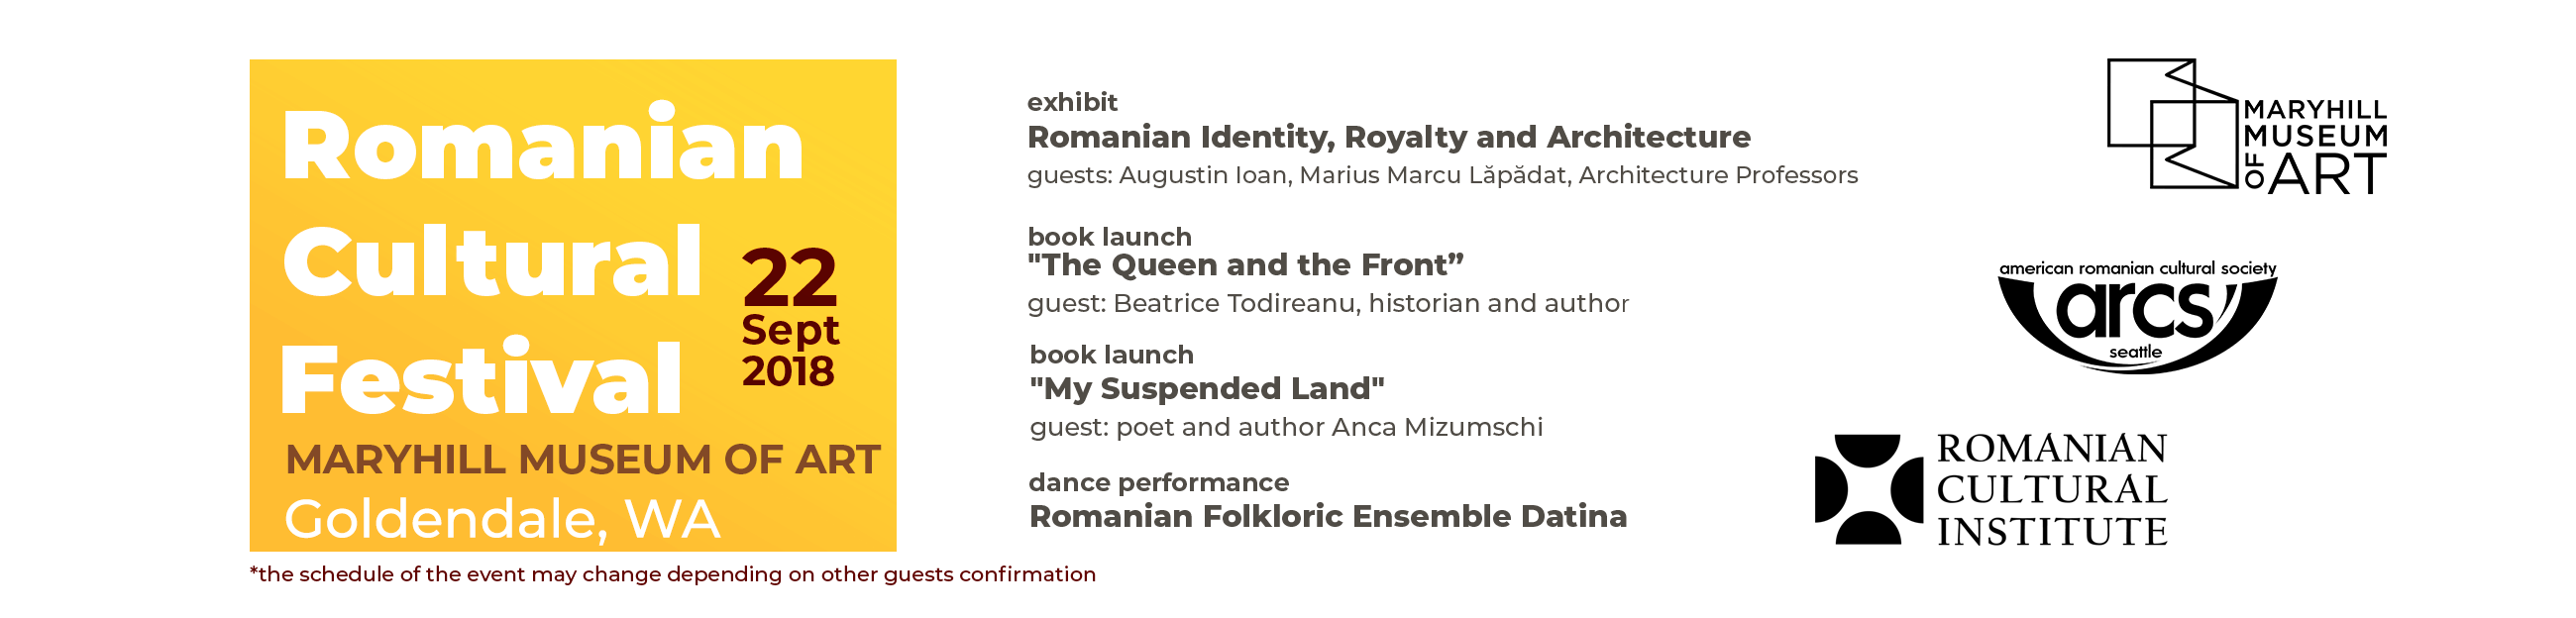 Romanian
Cultural
Festival
22
Sept
2018
MARYHILL MUSEUM OF ART
Goldendale, WA
*the schedule of the event may change depending on other guests confirmation
exhibit
Romanian Identity, Royalty and Architecture
guests: Augustin Ioan, Marius Marcu Lăpădat, Architecture Professors
book launch
"The Queen and the Front”
guest: Beatrice Todireanu, historian and author
book launch
"My Suspended Land"
guest: poet and author Anca Mizumschi
dance performance
Romanian Folkloric Ensemble Datina
MARYHILL
MUSEUM
OF ART
american romanian cultural society
arcs
seattle
ROMANIAN
CULTURAL
INSTITUTE